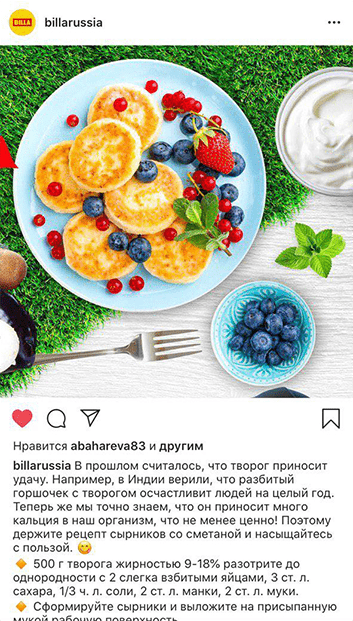 BILLA
billarussia
Нравится abahareva83 и другим
billarussia В прошлом считалось, что творог приносит
удачу. Например, в Индии верили, что разбитый
горшочек с творогом осчастливит людей на целый год.
Теперь же мы точно знаем, что он приносит много
кальция в наш организм, что не менее ценно! Поэтому
держите рецепт сырников со сметаной и насыщайтесь
с пользой. 😋
🔸 500 г творога жирностью 9-18% разотрите до
однородности с 2 слегка взбитыми яйцами, 3 ст. л.
сахара, 1/3 ч. л. соли, 2 ст. л. манки, 2 ст. л. муки.
🔸 Сформируйте сырники и выложите на присыпанную
мукой рабочую поверхность